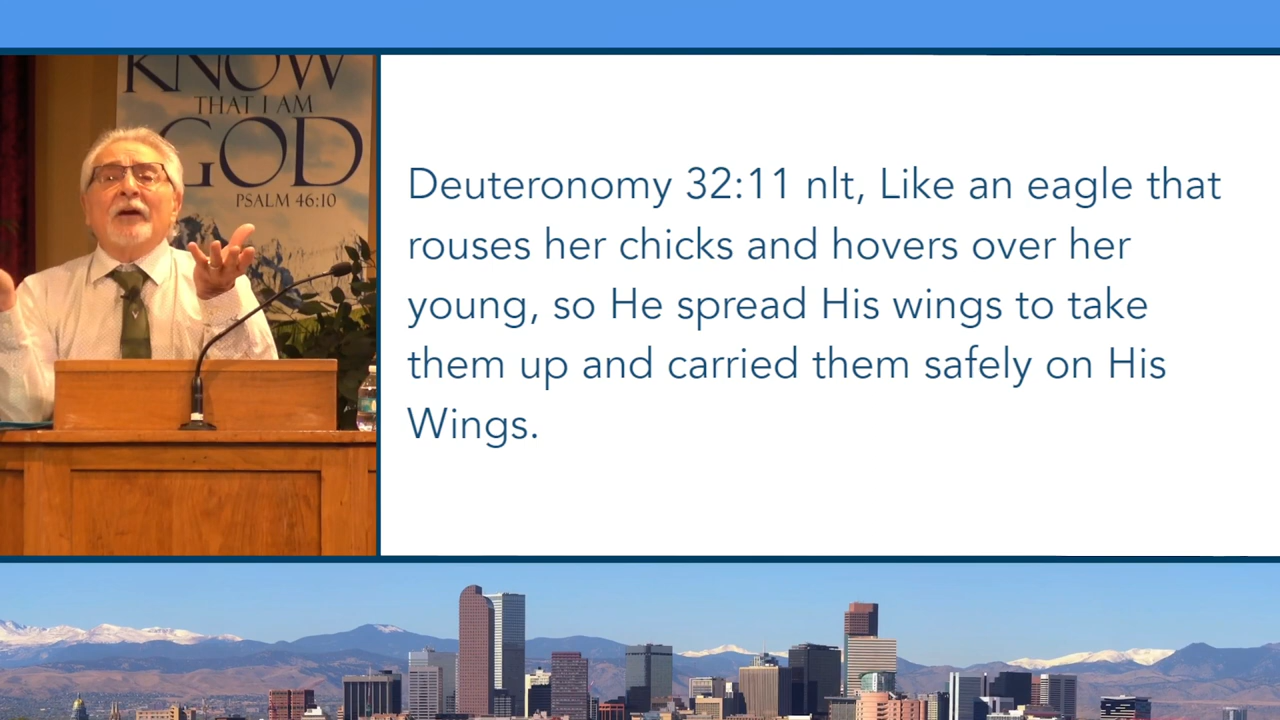 KNOW
THAT I AM
GOD
PSALM 46:10
Deuteronomy 32:11 nlt, Like an eagle that
rouses her chicks and hovers over her
young, so He spread His wings to take
them up and carried them safely on His
Wings.